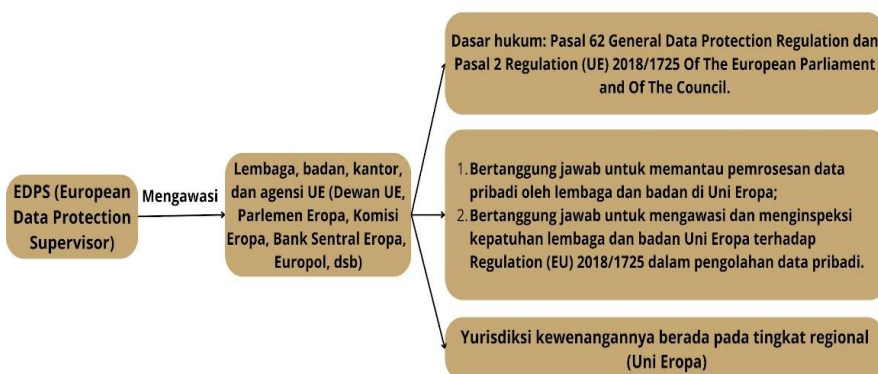 EDPS (European
Data Protection
Supervisor)
Mengawasi
Lembaga, badan, kantor,
dan agensi UE (Dewan UE,
Parlemen Eropa, Komisi
Eropa, Bank Sentral Eropa,
Europol, dsb)
Dasar hukum: Pasal 62 General Data Protection Regulation dan
Pasal 2 Regulation (UE) 2018/1725 Of The European Parliament
and Of The Council.
1. Bertanggung jawab untuk memantau pemrosesan data
pribadi oleh lembaga dan badan di Uni Eropa;
2. Bertanggung jawab untuk mengawasi dan menginspeksi
kepatuhan lembaga dan badan Uni Eropa terhadap
Regulation (EU) 2018/1725 dalam pengolahan data pribadi.
Yurisdiksi kewenangannya berada pada tingkat regional
(Uni Eropa)